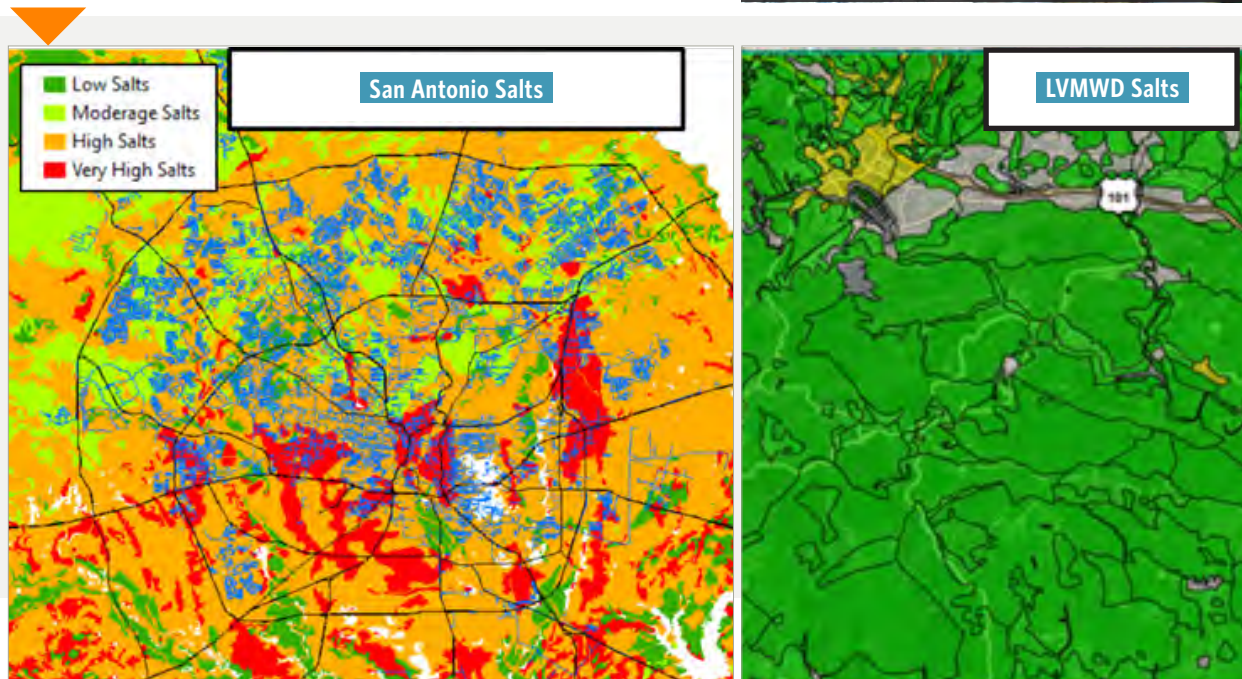 San Antonio Salts
Low Salts
Moderage Salts
High Salts
Very High Salts
LVMWD Salts
101